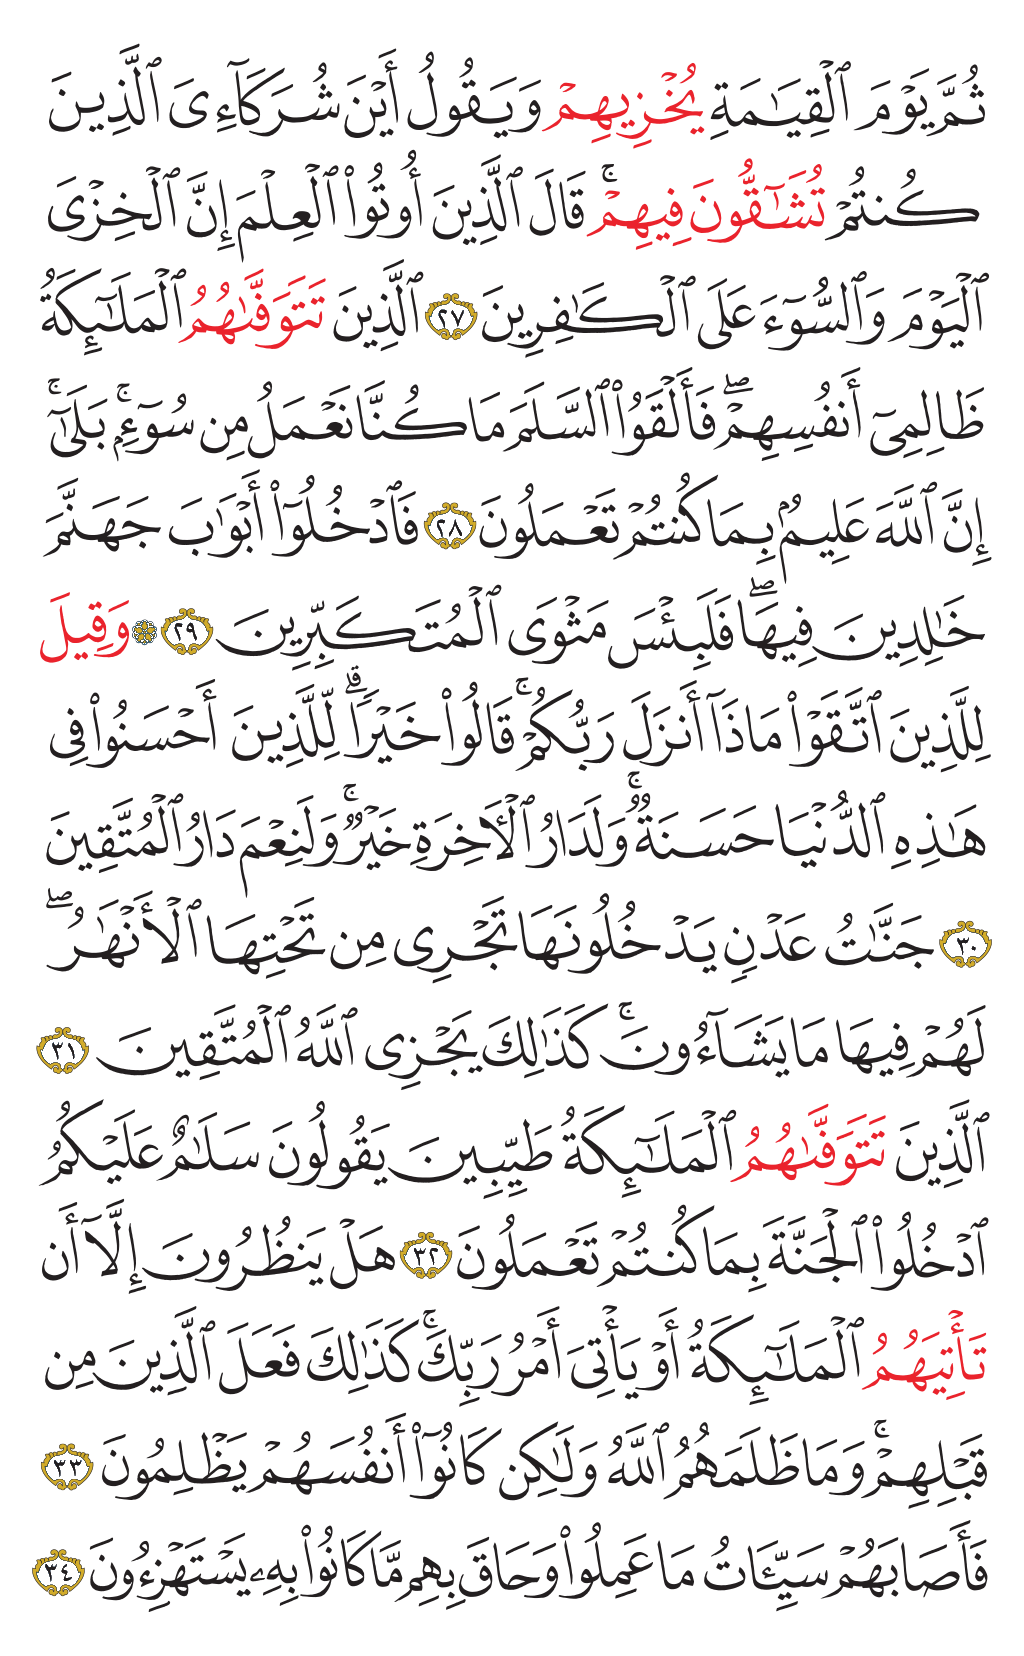 ثُمَّ يَوْمَ ٱلْقِيَـٰمَةِ يُخْزِيهِمْ وَيَقُولُ أَيْنَ شُرَكَآءِىَ ٱلَّذِينَ
كُنتُمْ تُشَـٰٓقُّونَ فِيهِمْ ۚ قَالَ ٱلَّذِينَ أُوتُوا۟ ٱلْعِلْمَ إِنَّ ٱلْخِزْىَ
ٱلْيَوْمَ وَٱلسُّوٓءَ عَلَى ٱلْكَـٰفِرِينَ ٢٧ ٱلَّذِينَ تَتَوَفَّىٰهُمُ ٱلْمَلَـٰٓئِكَةُ
ظَالِمِىٓ أَنفُسِهِمْ ۖ فَأَلْقَوُا۟ ٱلسَّلَمَ مَا كُنَّا نَعْمَلُ مِن سُوٓءٍۭ ۚ بَلَىٰٓ ۚ
إِنَّ ٱللَّهَ عَلِيمٌۢ بِمَا كُنتُمْ تَعْمَلُونَ ٢٨ فَٱدْخُلُوٓا۟ أَبْوَٰبَ جَهَنَّمَ
خَـٰلِدِينَ فِيهَا ۖ فَلَبِئْسَ مَثْوَى ٱلْمُتَكَبِّرِينَ ٢٩ ۞ وَقِيلَ
لِلَّذِينَ ٱتَّقَوْا۟ مَاذَآ أَنزَلَ رَبُّكُمْ ۚ قَالُوا۟ خَيْرًا ۗ لِّلَّذِينَ أَحْسَنُوا۟ فِى
هَـٰذِهِ ٱلدُّنْيَا حَسَنَةٌ ۚ وَلَدَارُ ٱلْـَٔاخِرَةِ خَيْرٌ ۚ وَلَنِعْمَ دَارُ ٱلْمُتَّقِينَ
٣٠ جَنَّـٰتُ عَدْنٍ يَدْخُلُونَهَا تَجْرِى مِن تَحْتِهَا ٱلْأَنْهَـٰرُ ۖ
لَهُمْ فِيهَا مَا يَشَآءُونَ ۚ كَذَٰلِكَ يَجْزِى ٱللَّهُ ٱلْمُتَّقِينَ ٣١
ٱلَّذِينَ تَتَوَفَّىٰهُمُ ٱلْمَلَـٰٓئِكَةُ طَيِّبِينَ يَقُولُونَ سَلَـٰمٌ عَلَيْكُمُ
ٱدْخُلُوا۟ ٱلْجَنَّةَ بِمَا كُنتُمْ تَعْمَلُونَ ٣٢ هَلْ يَنظُرُونَ إِلَّآ أَن
تَأْتِيَهُمُ ٱلْمَلَـٰٓئِكَةُ أَوْ يَأْتِىَ أَمْرُ رَبِّكَ ۚ كَذَٰلِكَ فَعَلَ ٱلَّذِينَ مِن
قَبْلِهِمْ ۚ وَمَا ظَلَمَهُمُ ٱللَّهُ وَلَـٰكِن كَانُوٓا۟ أَنفُسَهُمْ يَظْلِمُونَ ٣٣
فَأَصَابَهُمْ سَيِّـَٔاتُ مَا عَمِلُوا۟ وَحَاقَ بِهِم مَّا كَانُوا۟ بِهِۦ يَسْتَهْزِءُونَ ٣٤